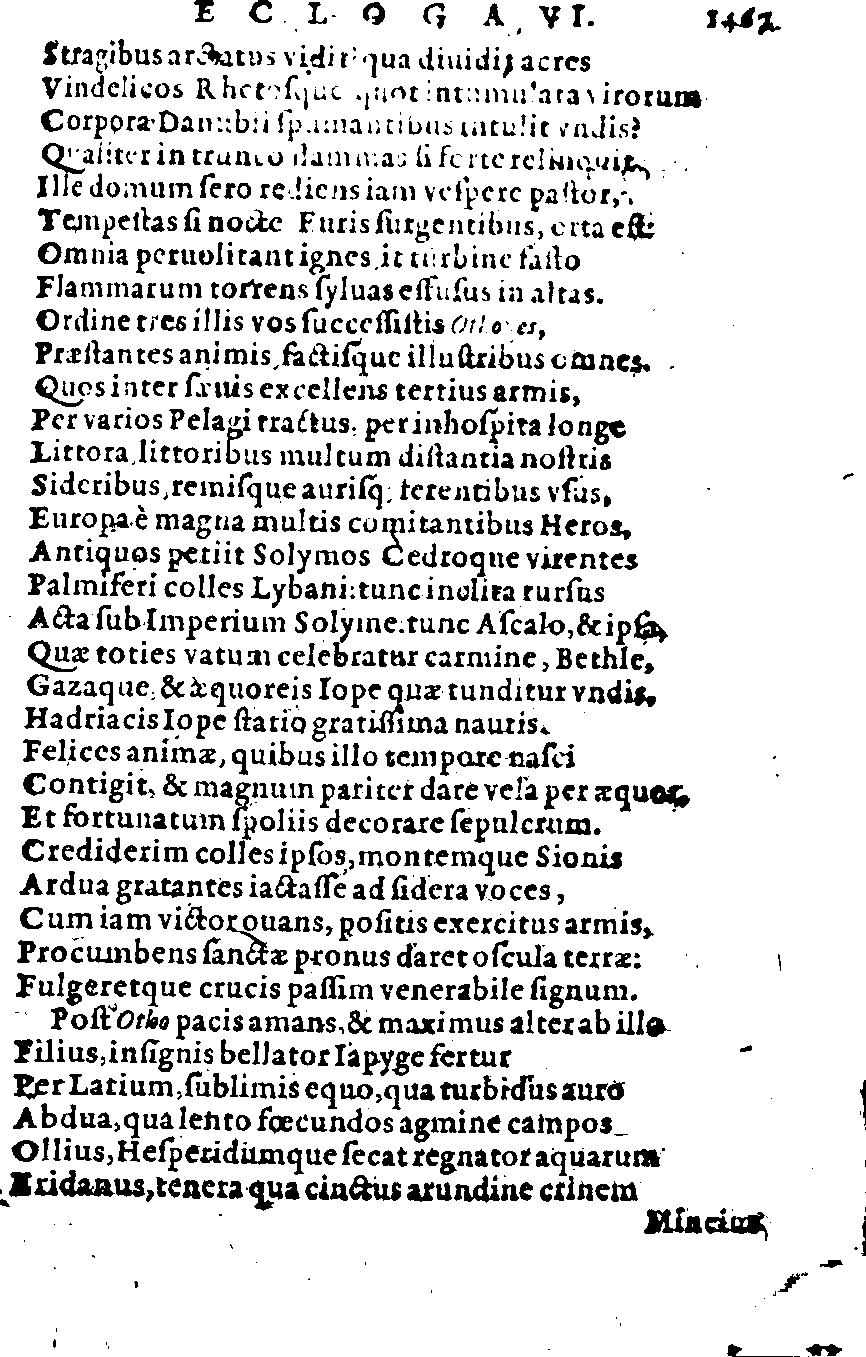 ECLOGA VI. 1462
Stragibus arctatus vidit qua diuidit acres
Vindelicos Rhetosque quot intumulata virorum
Corpora Danubii spumantibus intulit vndis?
Qualiter in trunco flammas si forte relinquit,
Ille domum sero rediens iam vespere pastor,
Tempestas si nocte Euris surgentibus, orta est:
Omnia peruolitant ignes it turbine fasto
Flammarum torrens syluas effusus in altas.
Ordine tres illis vos successistis Othones,
Præstantes animis, factisque illustribus omnes.
Quos inter sæuis excellens tertius armis,
Per varios Pelagi tractus, per inhospita longe
Littora, littoribus multum distantia nostris
Sideribus, remisque aurisq; terentibus vsus,
Europa è magna multis comitantibus Heros,
Antiquos petiit Solymos Cedroque virentes
Palmiferi colles Lybani: tunc inclita rursus
Acta sub Imperium Solyme. tunc Ascalo, & ipsa,
Quæ toties vatum celebratur carmine, Bethle,
Gazaque, & àequoreis Iope quæ tunditur vndis,
Hadriacis Iope statio gratissima nautis.
Felices animæ, quibus illo tempore nasci
Contigit, & magnum pariter dare vela per æquor,
Et fortunatum spoliis decorare sepulcrum.
Crediderim colles ipsos, montemque Sionis
Ardua gratantes iactasse ad sidera voces,
Cum iam victor ouans, positis exercitus armis,
Procumbens sanctæ pronus daret oscula terræ:
Fulgeretque crucis passim venerabile signum.
Post Otho pacis amans, & maximus alter ab illo
Filius, insignis bellator Iapyge fertur
Per Latium, sublimis equo, qua turbidus auro
Abdua, qua lento fœcundos agmine campos
Ollius, Hesperidumque secat regnator aquarum
Eridanus, tenera qua cinctus arundine crinem
Mincius,